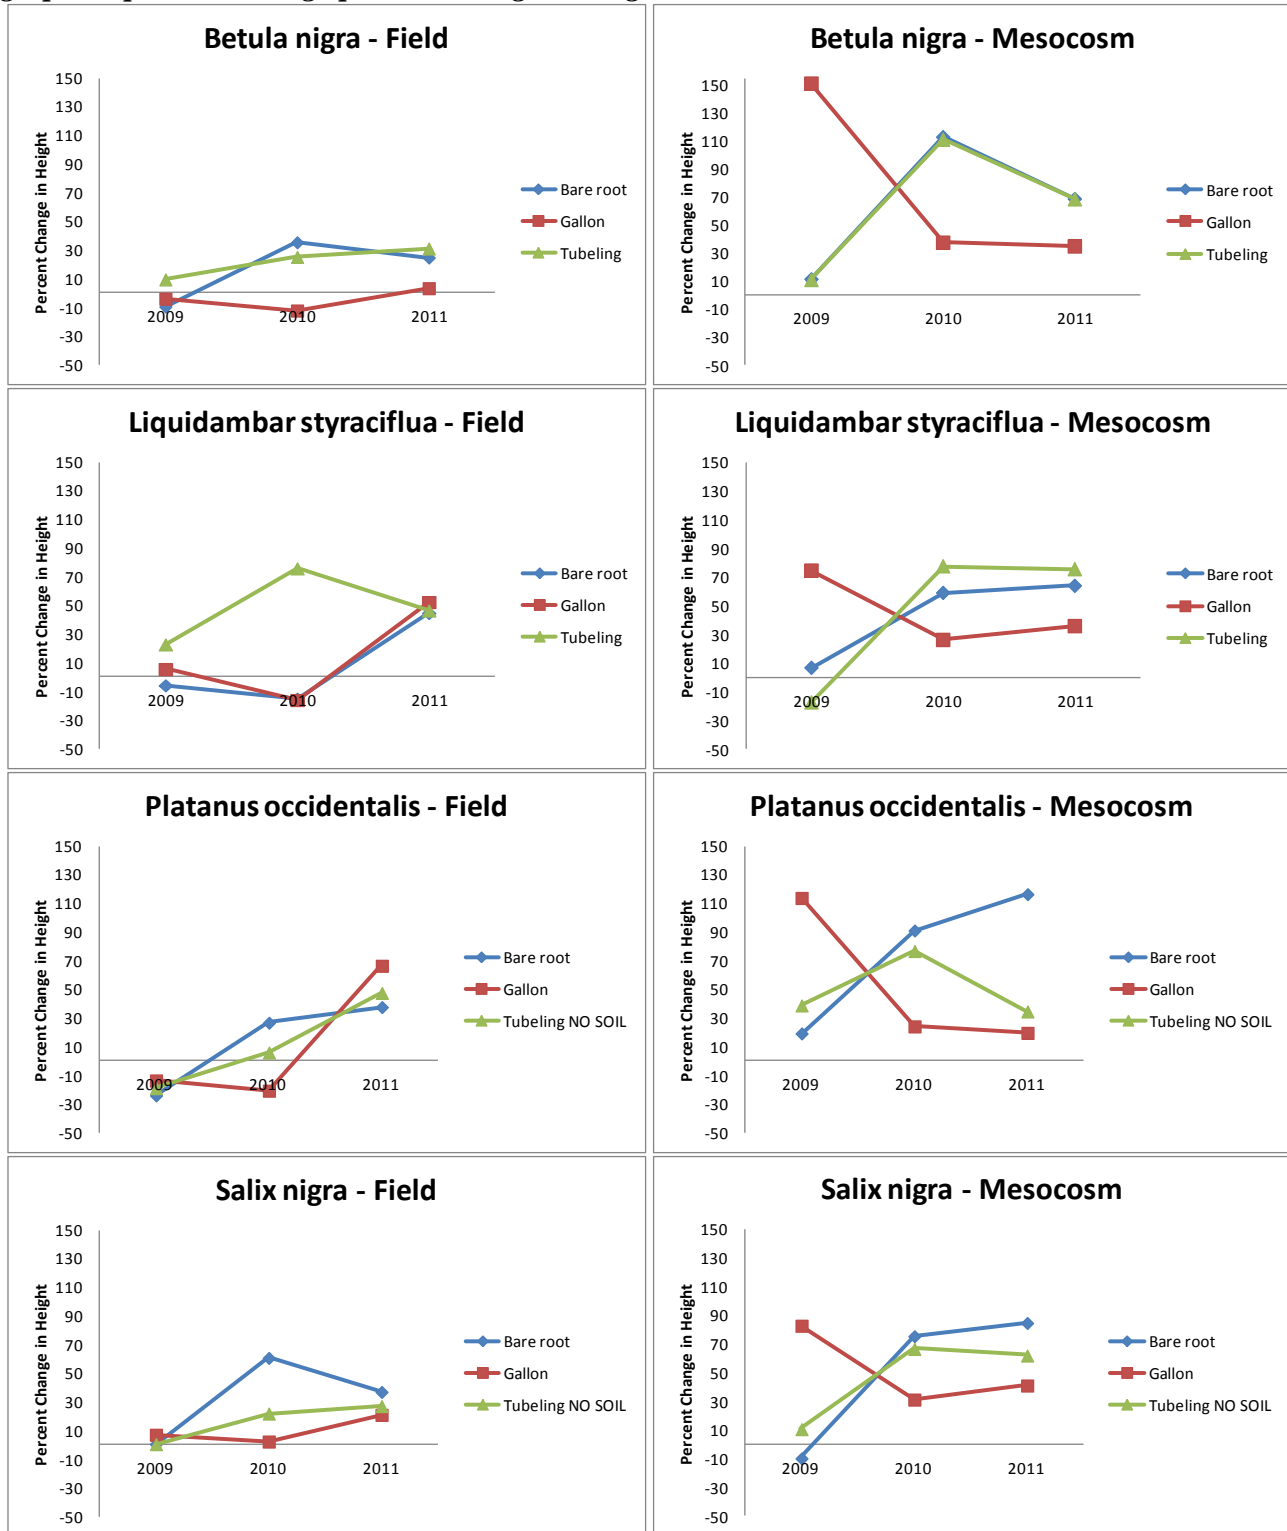 Betula nigra - Field
Percent Change in Height
150
130
110
90
70
50
30
10
-10
-30
-50
2009 2010 2011
Bare root
Gallon
Tubeling
Betula nigra - Mesocosm
Percent Change in Height
150
130
110
90
70
50
30
10
-10
-30
-50
2009 2010 2011
Bare root
Gallon
Tubeling
Liquidambar styraciflua - Field
Percent Change in Height
150
130
110
90
70
50
30
10
-10
-30
-50
2009 2010 2011
Bare root
Gallon
Tubeling
Liquidambar styraciflua - Mesocosm
Percent Change in Height
150
130
110
90
70
50
30
10
-10
-30
-50
2009 2010 2011
Bare root
Gallon
Tubeling
Platanus occidentalis - Field
Percent Change in Height
150
130
110
90
70
50
30
10
-10
-30
-50
2009 2010 2011
Bare root
Gallon
Tubeling NO SOIL
Platanus occidentalis - Mesocosm
Percent Change in Height
150
130
110
90
70
50
30
10
-10
-30
-50
2009 2010 2011
Bare root
Gallon
Tubeling NO SOIL
Salix nigra - Field
Percent Change in Height
150
130
110
90
70
50
30
10
-10
-30
-50
2009 2010 2011
Bare root
Gallon
Tubeling NO SOIL
Salix nigra - Mesocosm
Percent Change in Height
150
130
110
90
70
50
30
10
-10
-30
-50
2009 2010 2011
Bare root
Gallon
Tubeling NO SOIL